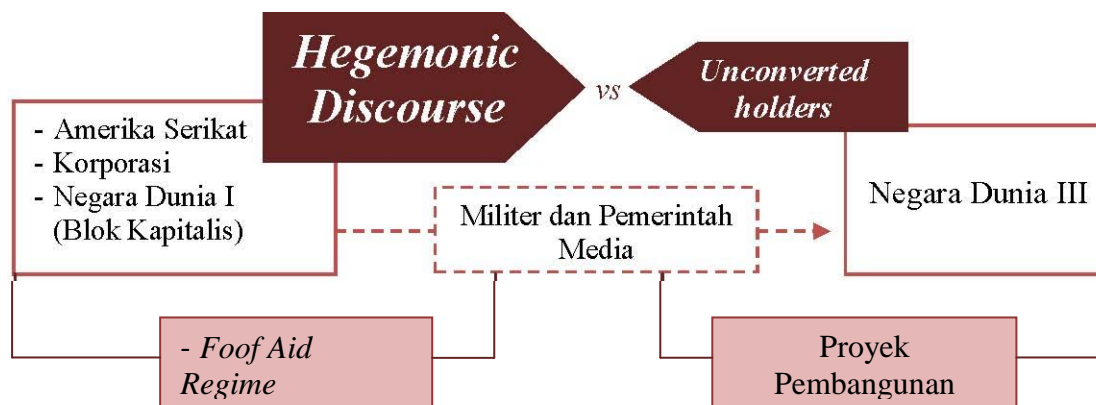 Hegemonic
Discourse
vs
Unconverted
holders
- Amerika Serikat
- Korporasi
- Negara Dunia I
(Blok Kapitalis)
Militer dan Pemerintah
Media
Negara Dunia III
- Foof Aid
Regime
Proyek
Pembangunan